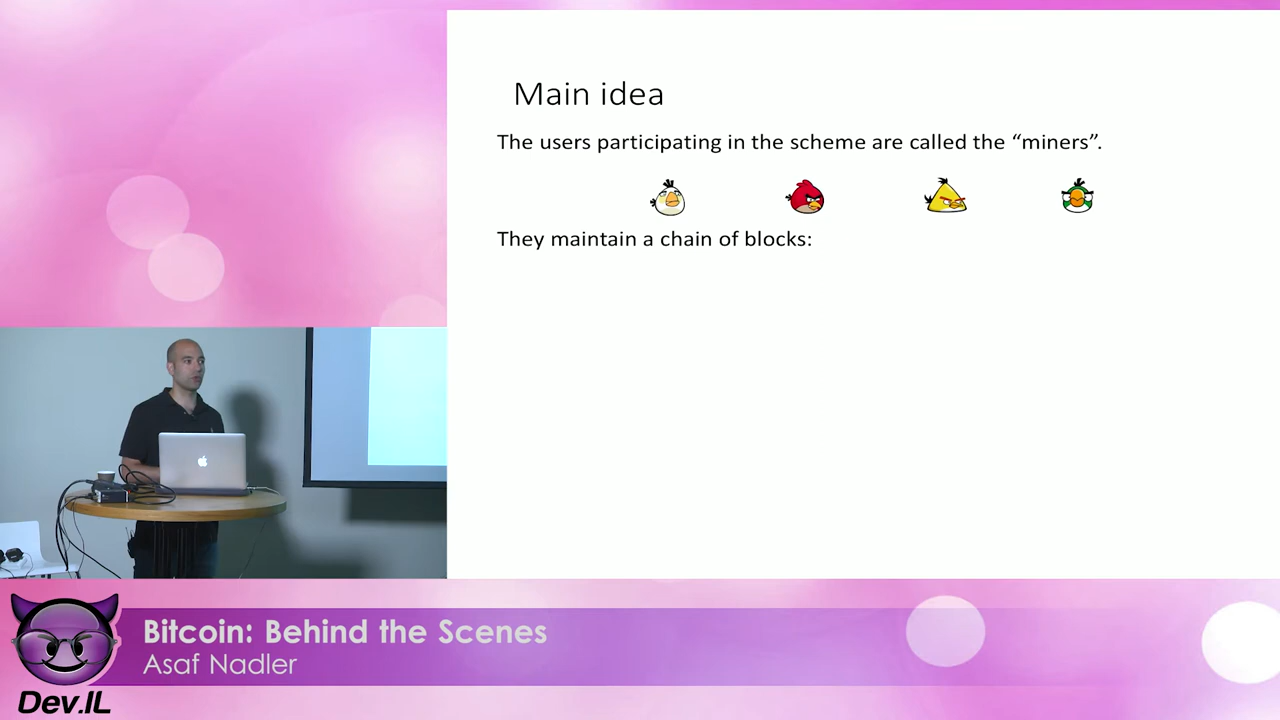 Main idea
The users participating in the scheme are called the “miners”.
They maintain a chain of blocks:
Bitcoin: Behind the Scenes
Asaf Nadler
Dev.IL